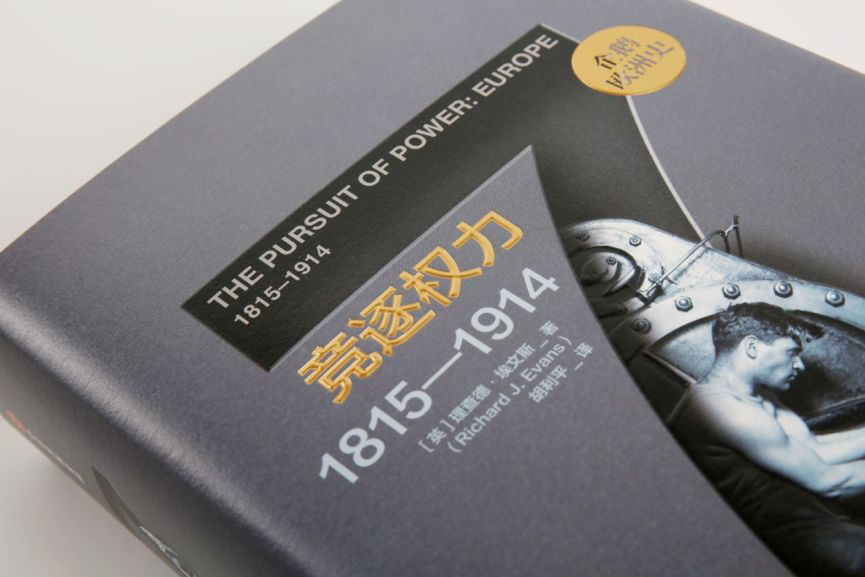 企鹅
欧洲史
THE PURSUIT OF POWER: EUROPE
1815–1914
竞逐权力
1815—1914
[英]理查德·埃文斯_著
(Richard J. Evans)
胡利平_译